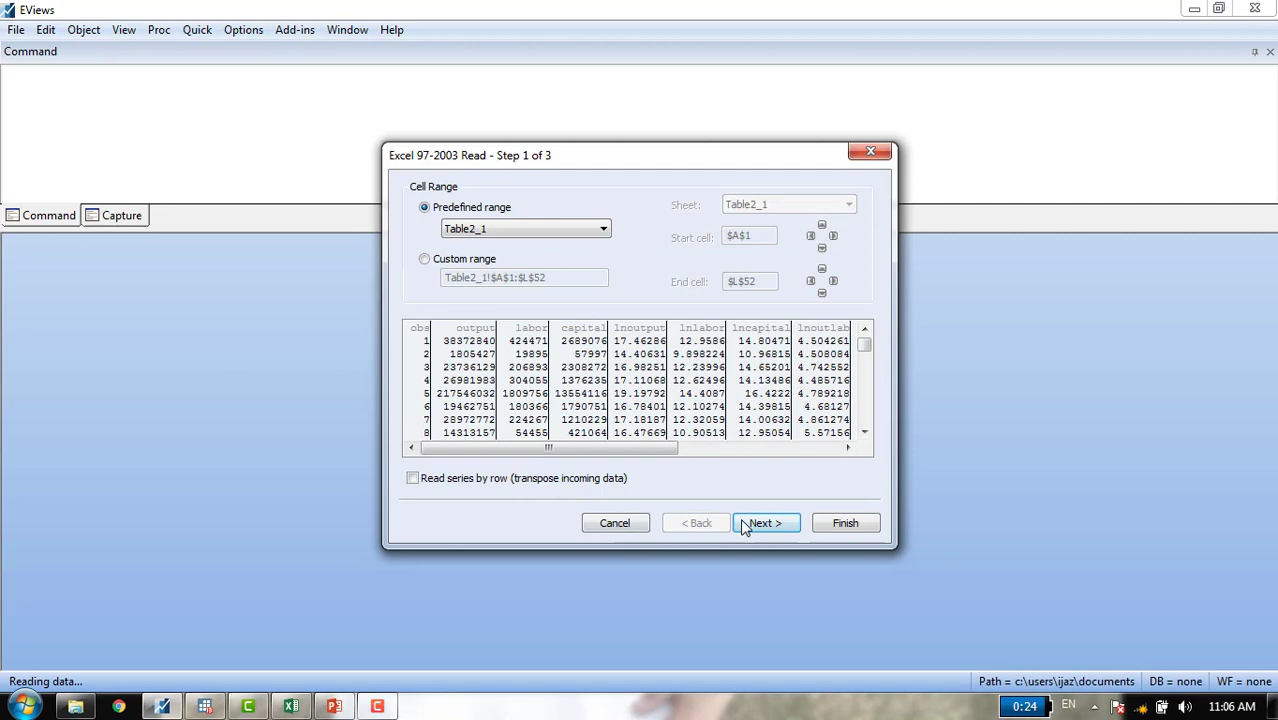 EViews
File Edit Object View Proc Quick Options Add-ins Window Help
Command
Command Capture
Excel 97-2003 Read - Step 1 of 3
Cell Range
Predefined range
Table2_1
Custom range
Table2_1!$A$1:$L$52
Sheet: Table2_1
Start cell: $A$1
End cell: $L$52
obs output labor capital lnoutput lnlabor lncapital lnoutlab
1 38372840 424471 2689076 17.46286 12.9586 14.80471 4.504261
2 1805427 19895 57997 14.40631 9.898224 10.96815 4.508084
3 23736129 206893 2308272 16.98251 12.23996 14.65201 4.742552
4 26981983 304055 1376235 17.11068 12.62496 14.13486 4.485716
5 217546032 1809756 13554116 19.19792 14.4087 16.4222 4.789218
6 19462751 180366 1790751 16.78401 12.10274 14.39815 4.68127
7 28972772 224267 1210229 17.18187 12.32059 14.00632 4.861274
8 14313157 54455 421064 16.47669 10.90513 12.95054 5.57156
Read series by row (transpose incoming data)
Cancel < Back Next > Finish
Reading data... Path = c:\users\ijaz\documents DB = none WF = none
0:24 EN 11:06 AM